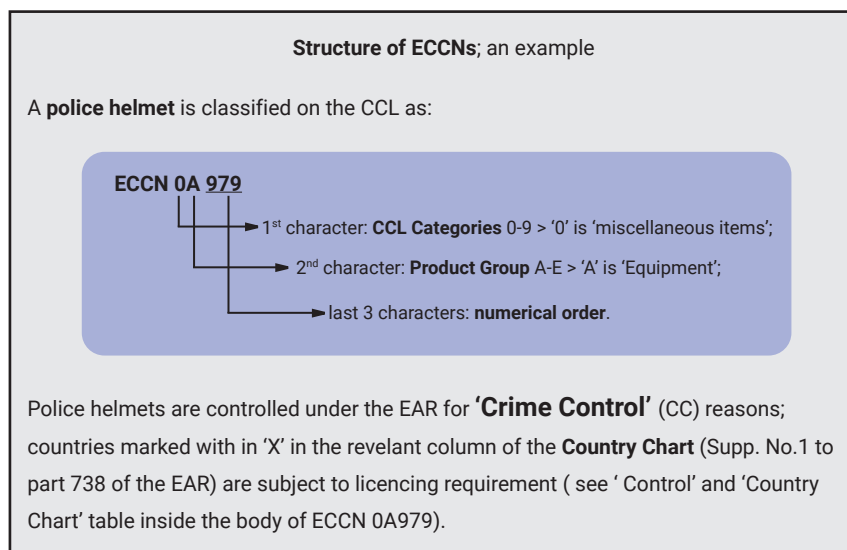 Structure of ECCNs; an example
A police helmet is classified on the CCL as:
ECCN 0A 979
1st character: CCL Categories 0-9 > ‘0’ is ‘miscellaneous items’;
2nd character: Product Group A-E > ‘A’ is ‘Equipment’;
last 3 characters: numerical order.
Police helmets are controlled under the EAR for ‘Crime Control’ (CC) reasons;
countries marked with in ‘X’ in the revelant column of the Country Chart (Supp. No.1 to
part 738 of the EAR) are subject to licencing requirement ( see ‘ Control’ and ‘Country
Chart’ table inside the body of ECCN 0A979).